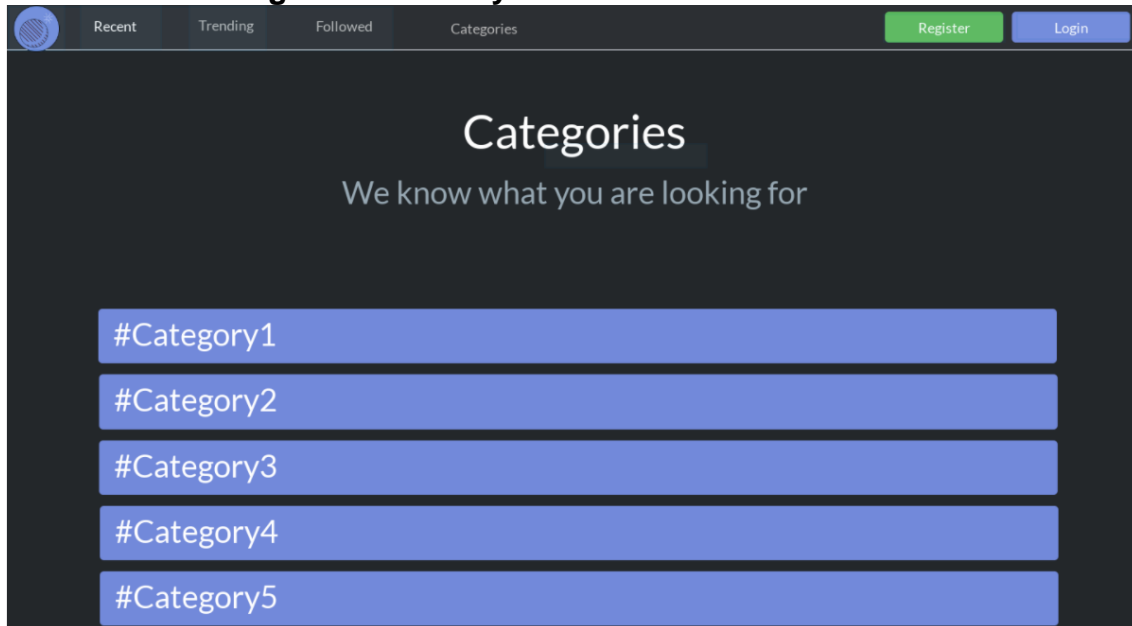 Recent Trending Followed Categories Register Login
Categories
We know what you are looking for
#Category1
#Category2
#Category3
#Category4
#Category5